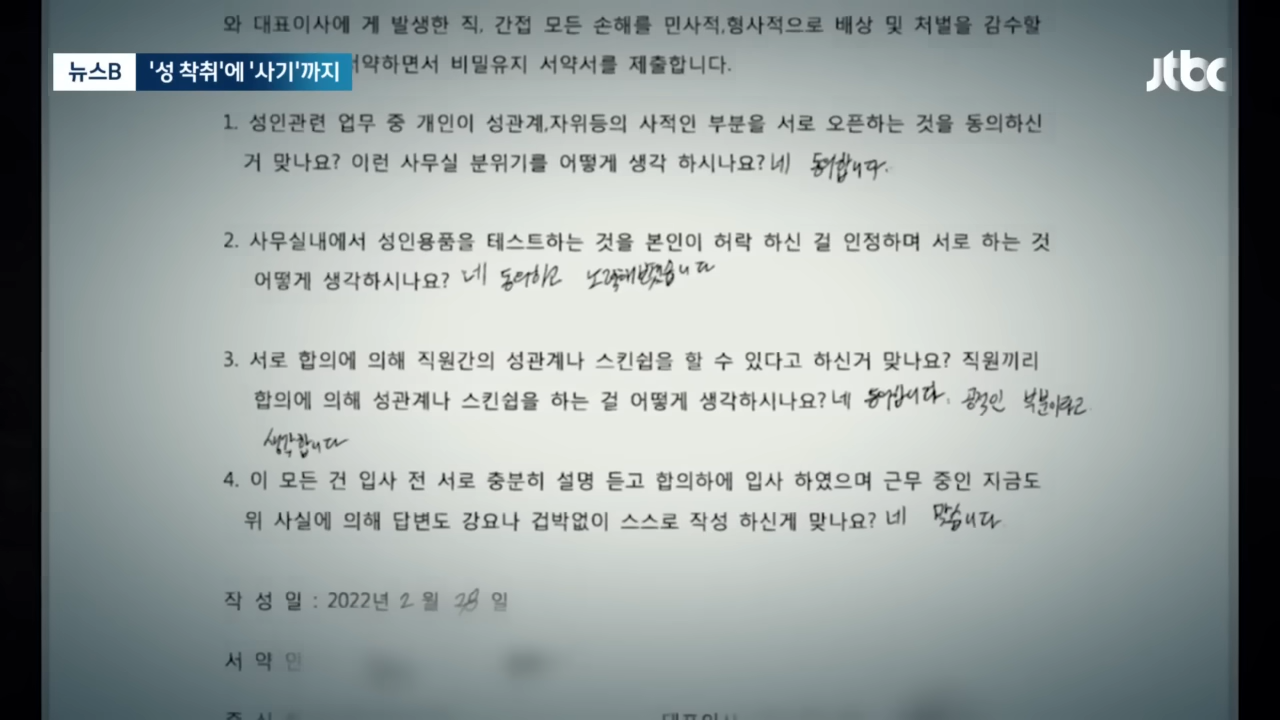 와 대표이사에 게 발생한 직, 간접 모든 손해를 민사적,형사적으로 배상 및 처벌을 감수할
뉴스B '성 착취'에 '사기'까지
jtbc
서약하면서 비밀유지 서약서를 제출합니다.
1. 성인관련 업무 중 개인이 성관계,자위등의 사적인 부분을 서로 오픈하는 것을 동의하신
거 맞나요? 이런 사무실 분위기를 어떻게 생각 하시나요? 네 동의합니다.
2. 사무실내에서 성인용품을 테스트하는 것을 본인이 허락 하신 걸 인정하며 서로 하는 것
어떻게 생각하시나요? 네 동의하고
3. 서로 합의에 의해 직원간의 성관계나 스킨쉽을 할 수 있다고 하신거 맞나요? 직원끼리
합의에 의해 성관계나 스킨쉽을 하는 걸 어떻게 생각하시나요? 네 동의합니다. 공적인 부분이라고
생각합니다
4. 이 모든 건 입사 전 서로 충분히 설명 듣고 합의하에 입사 하였으며 근무 중인 지금도
위 사실에 의해 답변도 강요나 겁박없이 스스로 작성 하신게 맞나요? 네 맞습니다
작 성 일 : 2022년 2 월 28 일
서 약 인